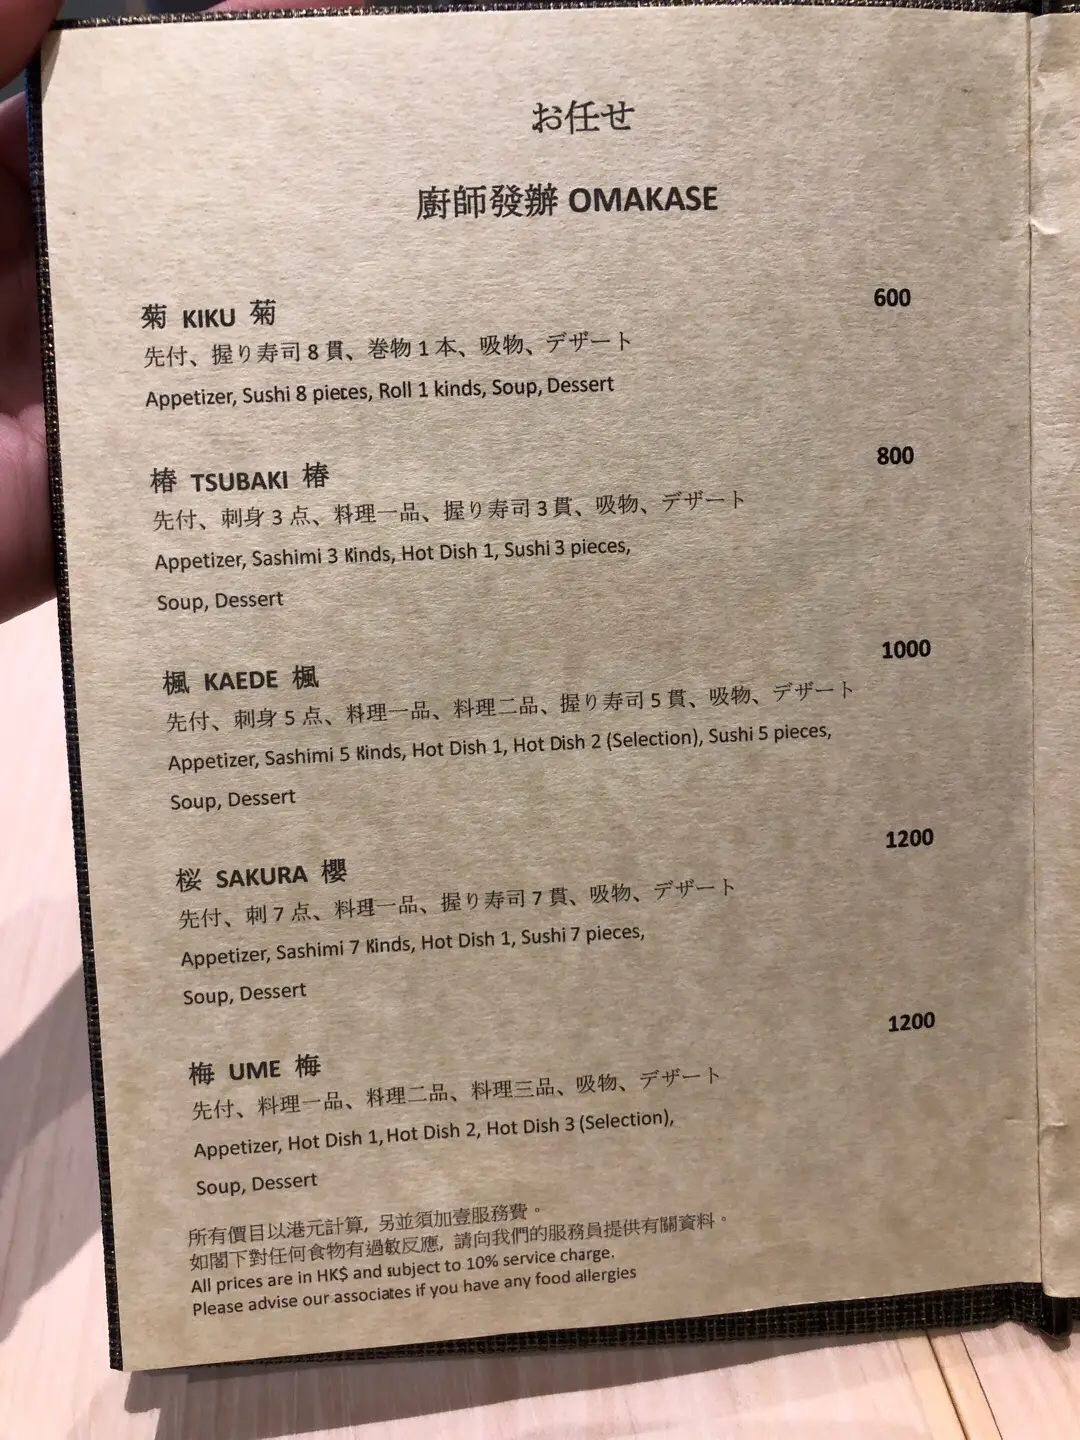 お任せ
廚師發辦 OMAKASE
菊 KIKU 菊 600
先付、握り寿司 8 貫、巻物 1 本、吸物、デザート
Appetizer, Sushi 8 pieces, Roll 1 kinds, Soup, Dessert
椿 TSUBAKI 椿 800
先付、刺身 3 点、料理一品、握り寿司 3 貫、吸物、デザート
Appetizer, Sashimi 3 Kinds, Hot Dish 1, Sushi 3 pieces,
Soup, Dessert
楓 KAEDE 楓 1000
先付、刺身 5 点、料理一品、料理二品、握り寿司 5 貫、吸物、デザート
Appetizer, Sashimi 5 Kinds, Hot Dish 1, Hot Dish 2 (Selection), Sushi 5 pieces,
Soup, Dessert
桜 SAKURA 櫻 1200
先付、刺 7 点、料理一品、握り寿司 7 貫、吸物、デザート
Appetizer, Sashimi 7 Kinds, Hot Dish 1, Sushi 7 pieces,
Soup, Dessert
梅 UME 梅 1200
先付、料理一品、料理二品、料理三品、吸物、デザート
Appetizer, Hot Dish 1, Hot Dish 2, Hot Dish 3 (Selection),
Soup, Dessert
所有價目以港元計算, 另並須加壹服務費。
如閣下對任何食物有過敏反應, 請向我們的服務員提供有關資料。
All prices are in HK$ and subject to 10% service charge.
Please advise our associates if you have any food allergies